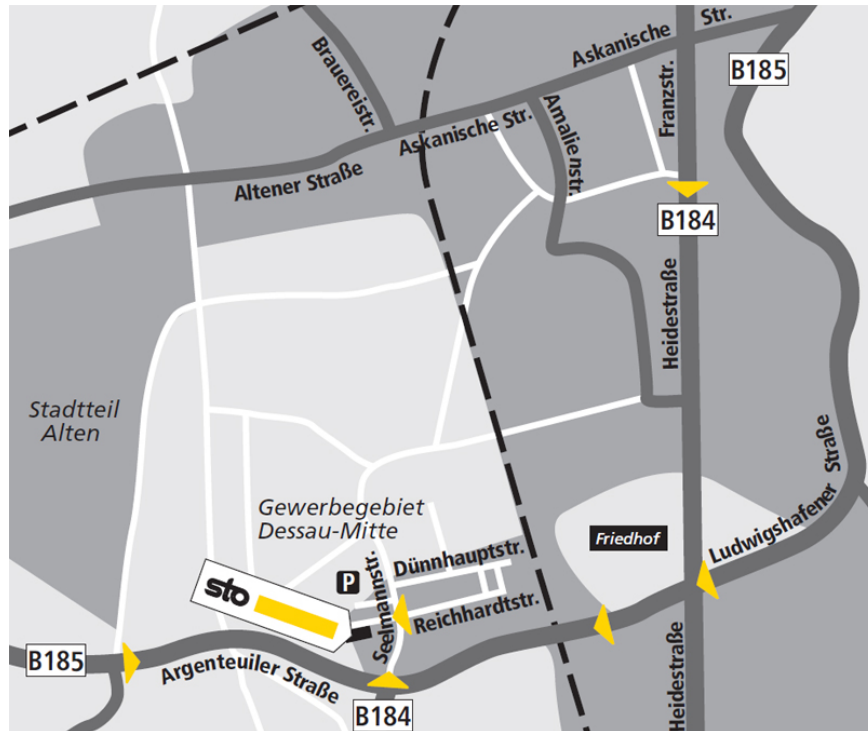 Askanische Str.
B185
Brauereistr.
Franzstr.
Askanische Str.
Amalienstr.
Altener Straße
B184
Heidestraße
Stadtteil
Alten
Ludwigshafener Straße
Gewerbegebiet
Dessau-Mitte
Friedhof
Dünnhauptstr.
P
sto
Seelmannstr.
Reichhardtstr.
B185
Argenteuiler Straße
Heidestraße
B184